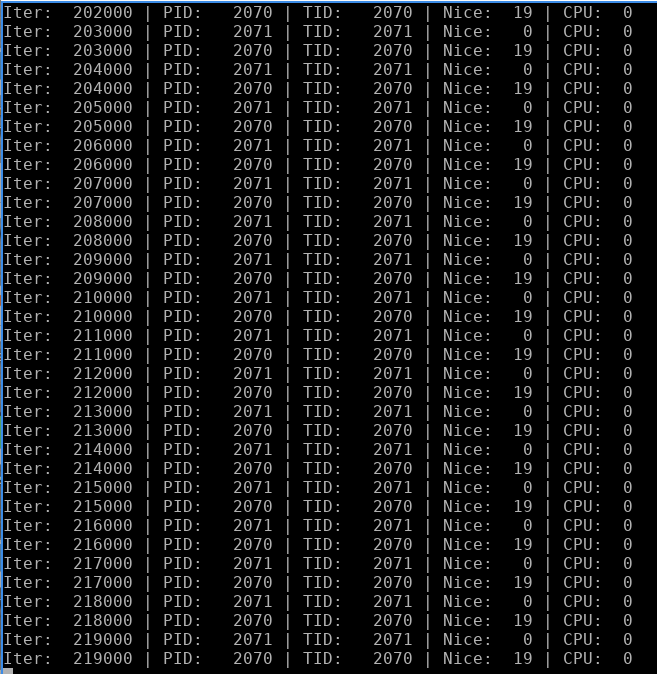 Iter:  202000 | PID:   2070 | TID:   2070 | Nice:  19 | CPU:  0
Iter:  203000 | PID:   2071 | TID:   2071 | Nice:   0 | CPU:  0
Iter:  203000 | PID:   2070 | TID:   2070 | Nice:  19 | CPU:  0
Iter:  204000 | PID:   2071 | TID:   2071 | Nice:   0 | CPU:  0
Iter:  204000 | PID:   2070 | TID:   2070 | Nice:  19 | CPU:  0
Iter:  205000 | PID:   2071 | TID:   2071 | Nice:   0 | CPU:  0
Iter:  205000 | PID:   2070 | TID:   2070 | Nice:  19 | CPU:  0
Iter:  206000 | PID:   2071 | TID:   2071 | Nice:   0 | CPU:  0
Iter:  206000 | PID:   2070 | TID:   2070 | Nice:  19 | CPU:  0
Iter:  207000 | PID:   2071 | TID:   2071 | Nice:   0 | CPU:  0
Iter:  207000 | PID:   2070 | TID:   2070 | Nice:  19 | CPU:  0
Iter:  208000 | PID:   2071 | TID:   2071 | Nice:   0 | CPU:  0
Iter:  208000 | PID:   2070 | TID:   2070 | Nice:  19 | CPU:  0
Iter:  209000 | PID:   2071 | TID:   2071 | Nice:   0 | CPU:  0
Iter:  209000 | PID:   2070 | TID:   2070 | Nice:  19 | CPU:  0
Iter:  210000 | PID:   2071 | TID:   2071 | Nice:   0 | CPU:  0
Iter:  210000 | PID:   2070 | TID:   2070 | Nice:  19 | CPU:  0
Iter:  211000 | PID:   2071 | TID:   2071 | Nice:   0 | CPU:  0
Iter:  211000 | PID:   2070 | TID:   2070 | Nice:  19 | CPU:  0
Iter:  212000 | PID:   2071 | TID:   2071 | Nice:   0 | CPU:  0
Iter:  212000 | PID:   2070 | TID:   2070 | Nice:  19 | CPU:  0
Iter:  213000 | PID:   2071 | TID:   2071 | Nice:   0 | CPU:  0
Iter:  213000 | PID:   2070 | TID:   2070 | Nice:  19 | CPU:  0
Iter:  214000 | PID:   2071 | TID:   2071 | Nice:   0 | CPU:  0
Iter:  214000 | PID:   2070 | TID:   2070 | Nice:  19 | CPU:  0
Iter:  215000 | PID:   2071 | TID:   2071 | Nice:   0 | CPU:  0
Iter:  215000 | PID:   2070 | TID:   2070 | Nice:  19 | CPU:  0
Iter:  216000 | PID:   2071 | TID:   2071 | Nice:   0 | CPU:  0
Iter:  216000 | PID:   2070 | TID:   2070 | Nice:  19 | CPU:  0
Iter:  217000 | PID:   2071 | TID:   2071 | Nice:   0 | CPU:  0
Iter:  217000 | PID:   2070 | TID:   2070 | Nice:  19 | CPU:  0
Iter:  218000 | PID:   2071 | TID:   2071 | Nice:   0 | CPU:  0
Iter:  218000 | PID:   2070 | TID:   2070 | Nice:  19 | CPU:  0
Iter:  219000 | PID:   2071 | TID:   2071 | Nice:   0 | CPU:  0
Iter:  219000 | PID:   2070 | TID:   2070 | Nice:  19 | CPU:  0